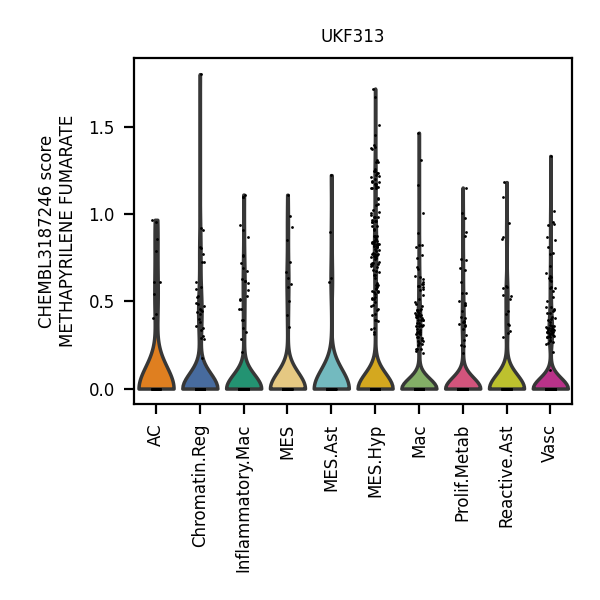 UKF313
CHEMBL3187246 score
METHAPYRILENE FUMARATE
1.5
1.0
0.5
0.0
AC
Chromatin.Reg
Inflammatory.Mac
MES
MES.Ast
MES.Hyp
Mac
Prolif.Metab
Reactive.Ast
Vasc